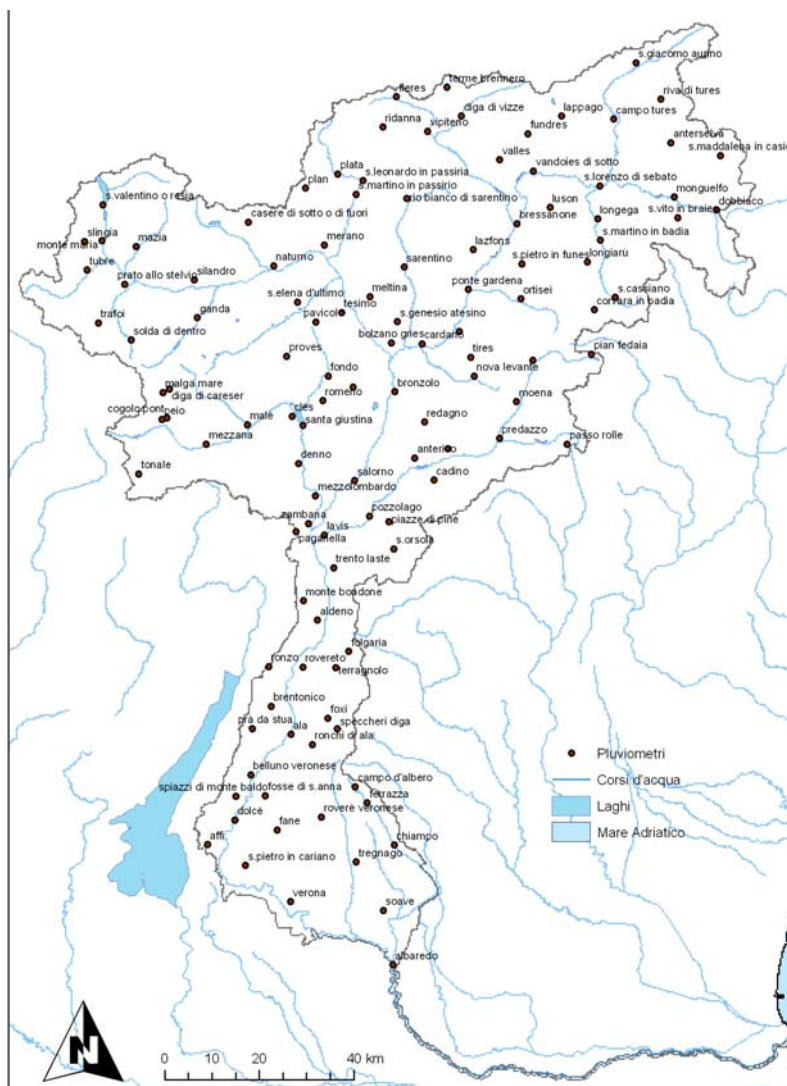 s.giacomo aurino
terme brennero
fleres
riva di tures
diga di vizze
lappago
campo tures
ridanna
vipiteno
fundres
anterselva
s.maddalena in casies
valles
vandoies di sotto
plata
s.leonardo in passiria
plan
s.martino in passirio
s.lorenzo di sebato
monguelfo
s.valentino o resia
rio bianco di sarentino
luson
s.vito in braies
dobbiaco
casere di sotto o di fuori
bressanone
longega
slingia
monte maria
mazia
merano
lazfons
s.martino in badia
tubre
naturno
sarentino
s.pietro in funes
longiarù
prato allo stelvio
silandro
ponte gardena
s.elena d'ultimo
meltina
ortisei
s.cassiano
corvara in badia
trafoi
ganda
tesimo
pavicolo
s.genesio atesino
solda di dentro
bolzano gries
cardano
proves
tires
pian fedaia
nova levante
malga mare
diga di careser
fondo
romeno
bronzolo
moena
cogolo pont
peio
male
cles
santa giustina
redagno
mezzana
predazzo
passo rolle
tonale
denno
anterivo
salorno
cadino
mezzolombardo
zambana
pozzolago
piazze di pinè
paganella
lavis
s.orsola
trento laste
monte bondone
aldeno
folgaria
ronzo
rovereto
terragnolo
brentonico
foxi
pra da stua
ala
speccheri diga
ronchi di ala
Pluviometri
belluno veronese
Corsi d'acqua
spiazzi di monte baldo
fosse di s.anna
campo d'albero
ferrazza
Laghi
dolcè
fane
roverè veronese
Mare Adriatico
affi
chiampo
s.pietro in cariano
tregnago
verona
soave
albaredo
N
0 10 20 40 km